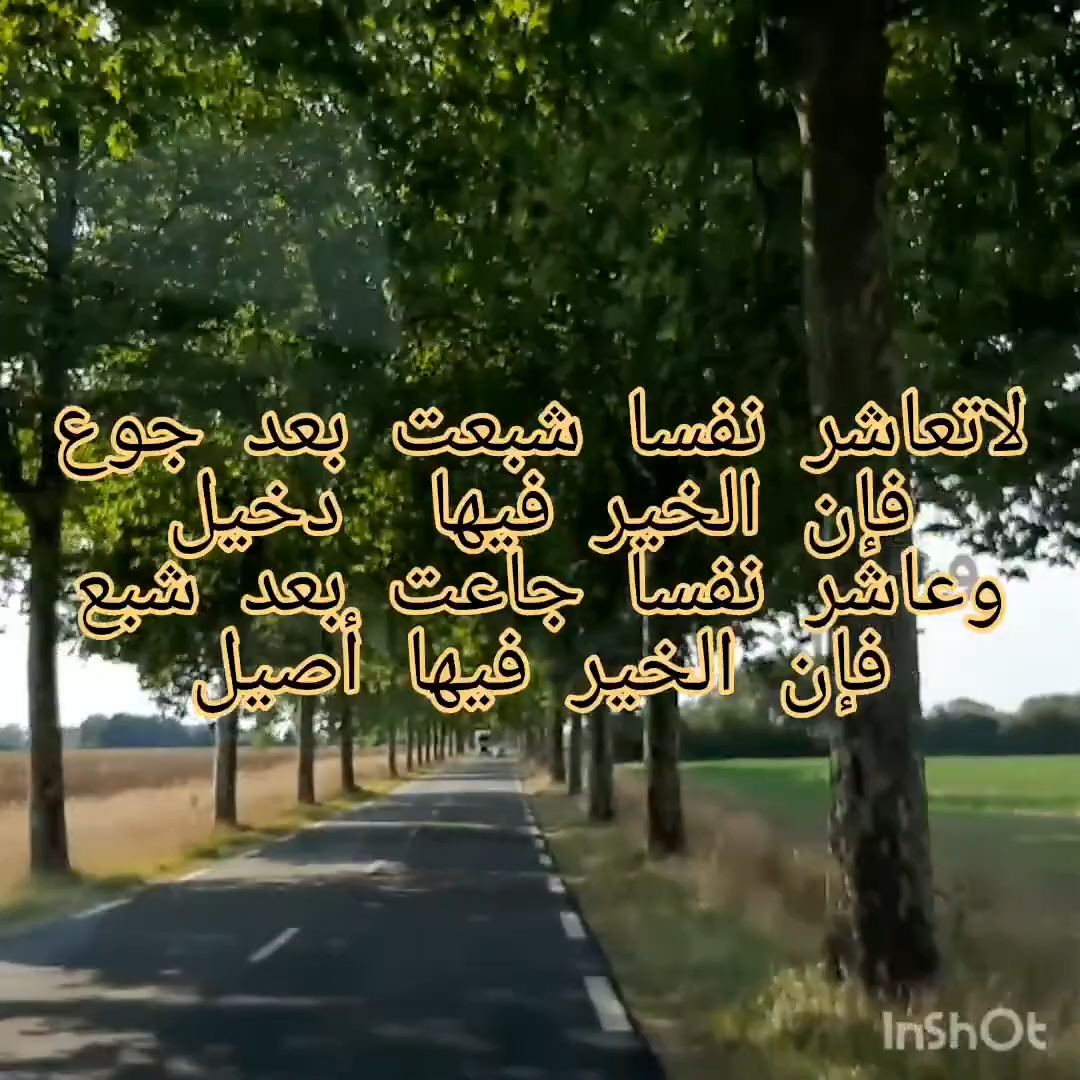 لاتعاشر نفسا شبعت بعد جوع
فإن الخير فيها دخيل
وعاشر نفسا جاعت بعد شبع
فإن الخير فيها أصيل
InShOt